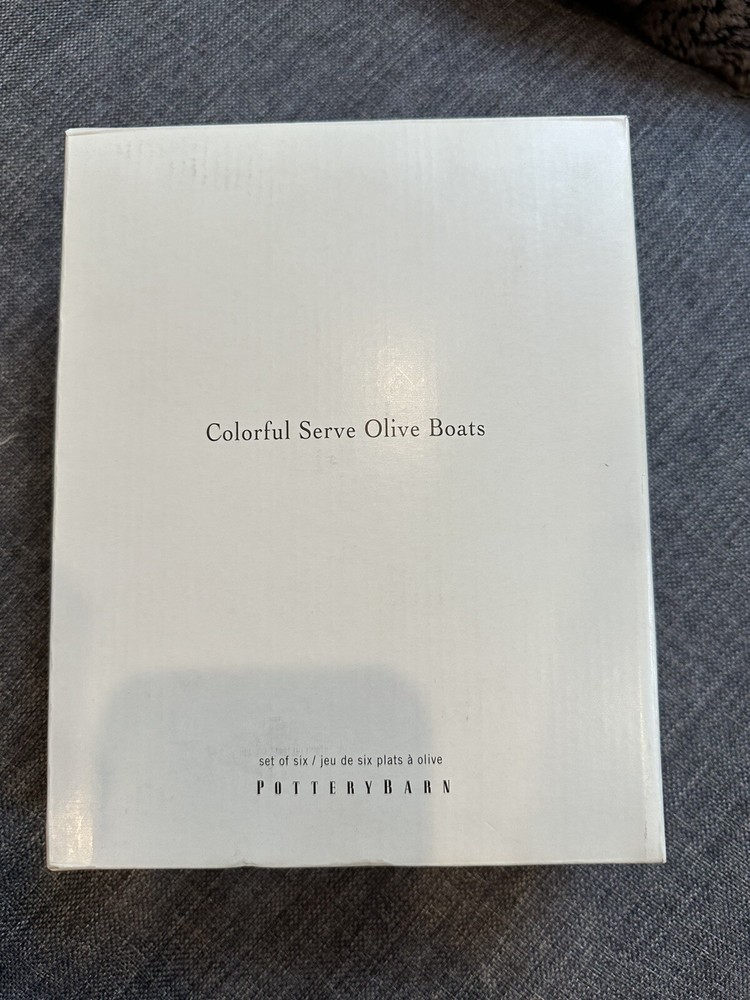 Colorful Serve Olive Boats
set of six / jeu de six plats à olive
POTTERYBARN